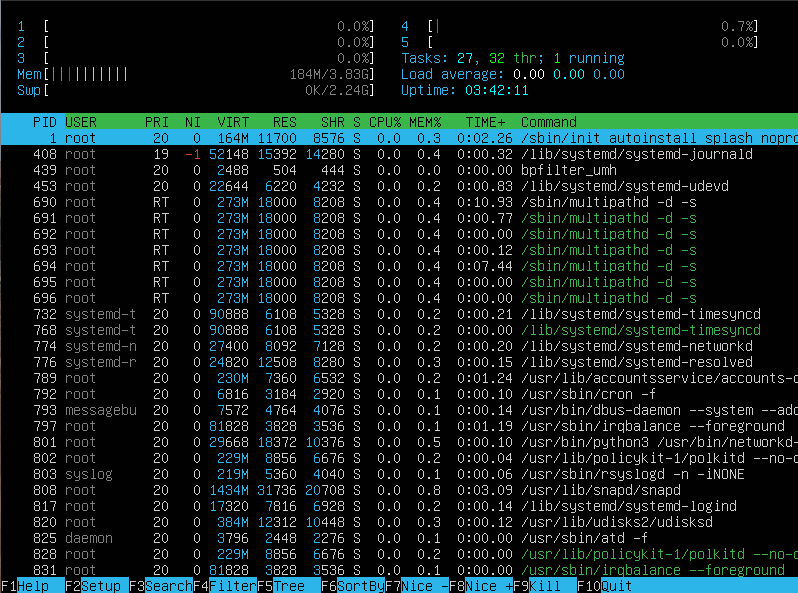 1 [ 0.0%] 4 [| 0.7%]
2 [ 0.0%] 5 [ 0.0%]
3 [ 0.0%] Tasks: 27, 32 thr; 1 running
Mem[|||||||||| 184M/3.83G] Load average: 0.00 0.00 0.00
Swp[ 0K/2.24G] Uptime: 03:42:11
PID USER PRI NI VIRT RES SHR S CPU% MEM% TIME+ Command
1 root 20 0 164M 11700 8576 S 0.0 0.3 0:02.26 /sbin/init autoinstall splash nopro
408 root 19 -1 52148 15392 14280 S 0.0 0.4 0:00.32 /lib/systemd/systemd-journald
439 root 20 0 2488 504 444 S 0.0 0.0 0:00.00 bpfilter_umh
453 root 20 0 22644 6220 4232 S 0.0 0.2 0:00.83 /lib/systemd/systemd-udevd
690 root RT 0 273M 18000 8208 S 0.0 0.4 0:10.93 /sbin/multipathd -d -s
691 root RT 0 273M 18000 8208 S 0.0 0.4 0:00.77 /sbin/multipathd -d -s
692 root RT 0 273M 18000 8208 S 0.0 0.4 0:00.00 /sbin/multipathd -d -s
693 root RT 0 273M 18000 8208 S 0.0 0.4 0:00.12 /sbin/multipathd -d -s
694 root RT 0 273M 18000 8208 S 0.0 0.4 0:07.44 /sbin/multipathd -d -s
695 root RT 0 273M 18000 8208 S 0.0 0.4 0:00.00 /sbin/multipathd -d -s
696 root RT 0 273M 18000 8208 S 0.0 0.4 0:00.00 /sbin/multipathd -d -s
732 systemd-t 20 0 90888 6108 5328 S 0.0 0.2 0:00.21 /lib/systemd/systemd-timesyncd
768 systemd-t 20 0 90888 6108 5328 S 0.0 0.2 0:00.00 /lib/systemd/systemd-timesyncd
774 systemd-n 20 0 27400 8092 7128 S 0.0 0.2 0:00.20 /lib/systemd/systemd-networkd
776 systemd-r 20 0 24820 12508 8280 S 0.0 0.3 0:00.15 /lib/systemd/systemd-resolved
789 root 20 0 230M 7360 6532 S 0.0 0.2 0:01.24 /usr/lib/accountsservice/accounts-d
792 root 20 0 6816 3184 2920 S 0.0 0.1 0:00.10 /usr/sbin/cron -f
793 messagebu 20 0 7572 4764 4076 S 0.0 0.1 0:00.14 /usr/bin/dbus-daemon --system --add
797 root 20 0 81828 3828 3536 S 0.0 0.1 0:01.19 /usr/sbin/irqbalance --foreground
801 root 20 0 29668 18372 10376 S 0.0 0.5 0:00.10 /usr/bin/python3 /usr/bin/networkd-
802 root 20 0 229M 8856 6676 S 0.0 0.2 0:00.04 /usr/lib/policykit-1/polkitd --no-d
803 syslog 20 0 219M 5360 4040 S 0.0 0.1 0:00.06 /usr/sbin/rsyslogd -n -iNONE
808 root 20 0 1434M 31736 20708 S 0.0 0.8 0:03.09 /usr/lib/snapd/snapd
817 root 20 0 17320 7816 6928 S 0.0 0.2 0:00.14 /lib/systemd/systemd-logind
820 root 20 0 384M 12312 10448 S 0.0 0.3 0:00.12 /usr/lib/udisks2/udisksd
825 daemon 20 0 3796 2448 2276 S 0.0 0.1 0:00.00 /usr/sbin/atd -f
828 root 20 0 229M 8856 6676 S 0.0 0.2 0:00.00 /usr/lib/policykit-1/polkitd --no-d
831 root 20 0 81828 3828 3536 S 0.0 0.1 0:00.00 /usr/sbin/irqbalance --foreground
F1Help F2Setup F3SearchF4FilterF5Tree F6SortByF7Nice -F8Nice +F9Kill F10Quit